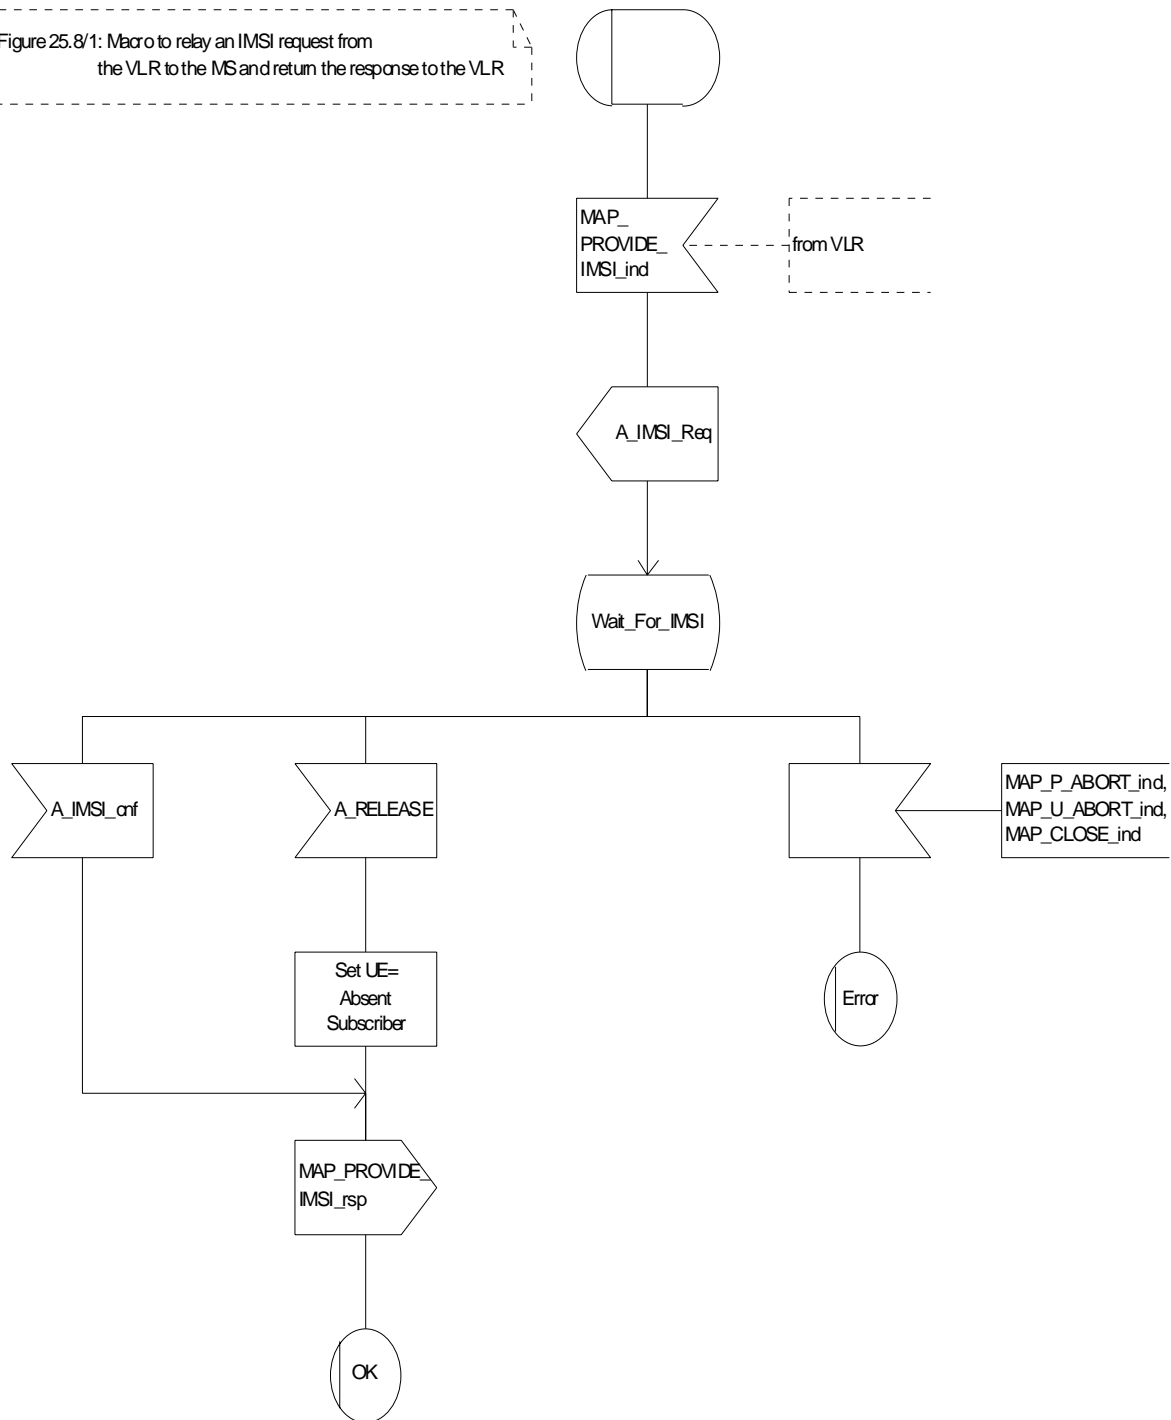 Figure 25.8/1: Macro to relay an IMSI request from
the VLR to the MS and return the response to the VLR
MAP_
PROVIDE_
IMSI_ind
from VLR
A_IMSI_Req
Wait_For_IMSI
A_IMSI_cnf
A_RELEASE
MAP_P_ABORT_ind,
MAP_U_ABORT_ind,
MAP_CLOSE_ind
Set UE=
Absent
Subscriber
Error
MAP_PROVIDE_
IMSI_rsp
OK